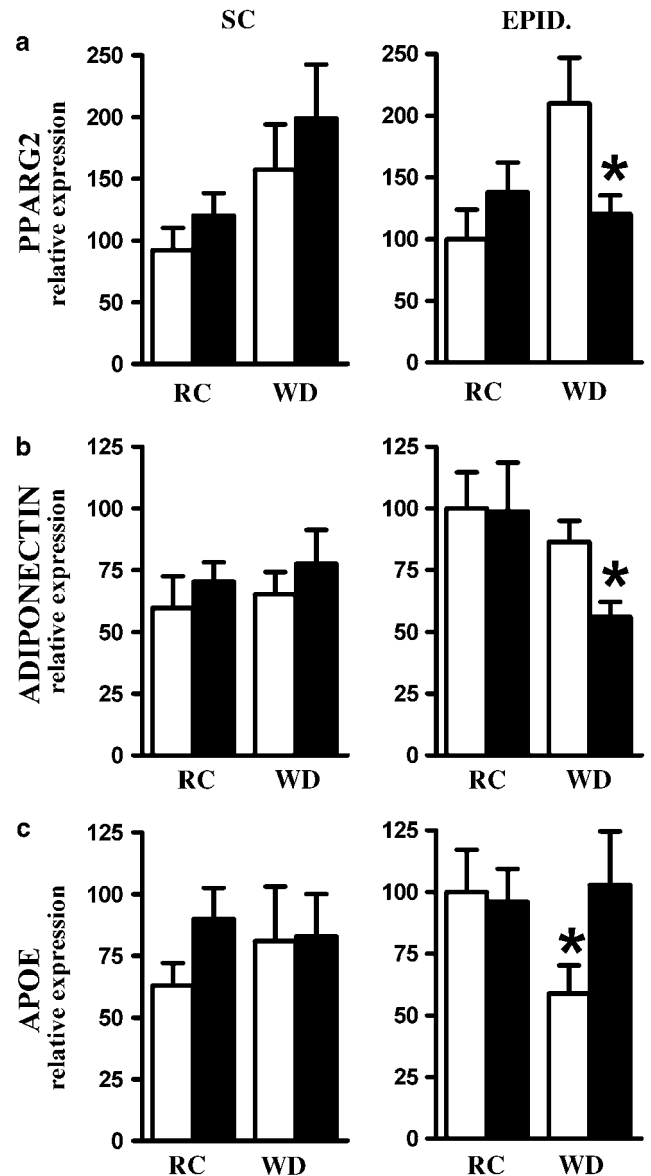 SC
EPID.
a
PPARG2
relative expression
250
200
150
100
50
0
RC
WD
250
200
150
100
50
0
*
RC
WD
b
ADIPONECTIN
relative expression
125
100
75
50
25
0
RC
WD
125
100
75
50
25
0
*
RC
WD
c
APOE
relative expression
125
100
75
50
25
0
RC
WD
125
100
75
50
25
0
*
RC
WD